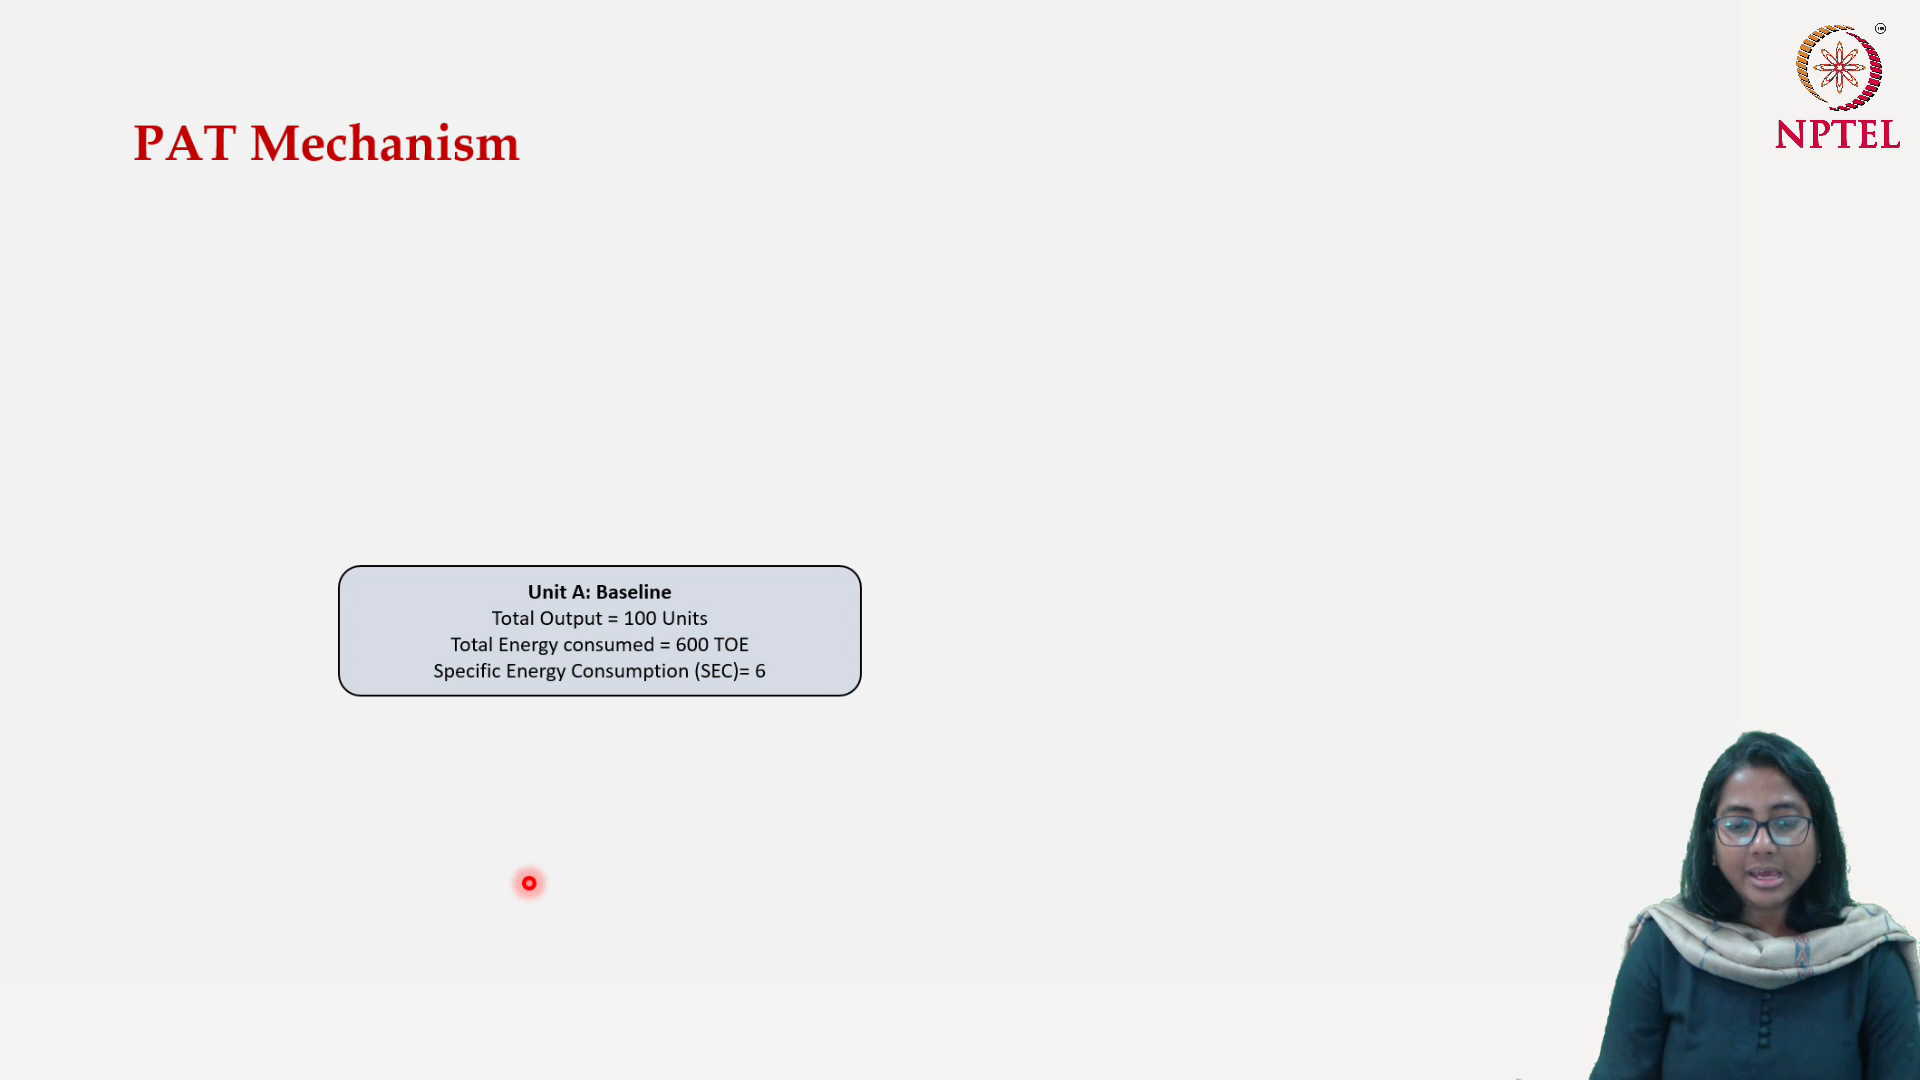 NPTEL
PAT Mechanism
Unit A: Baseline
Total Output = 100 Units
Total Energy consumed = 600 TOE
Specific Energy Consumption (SEC)= 6